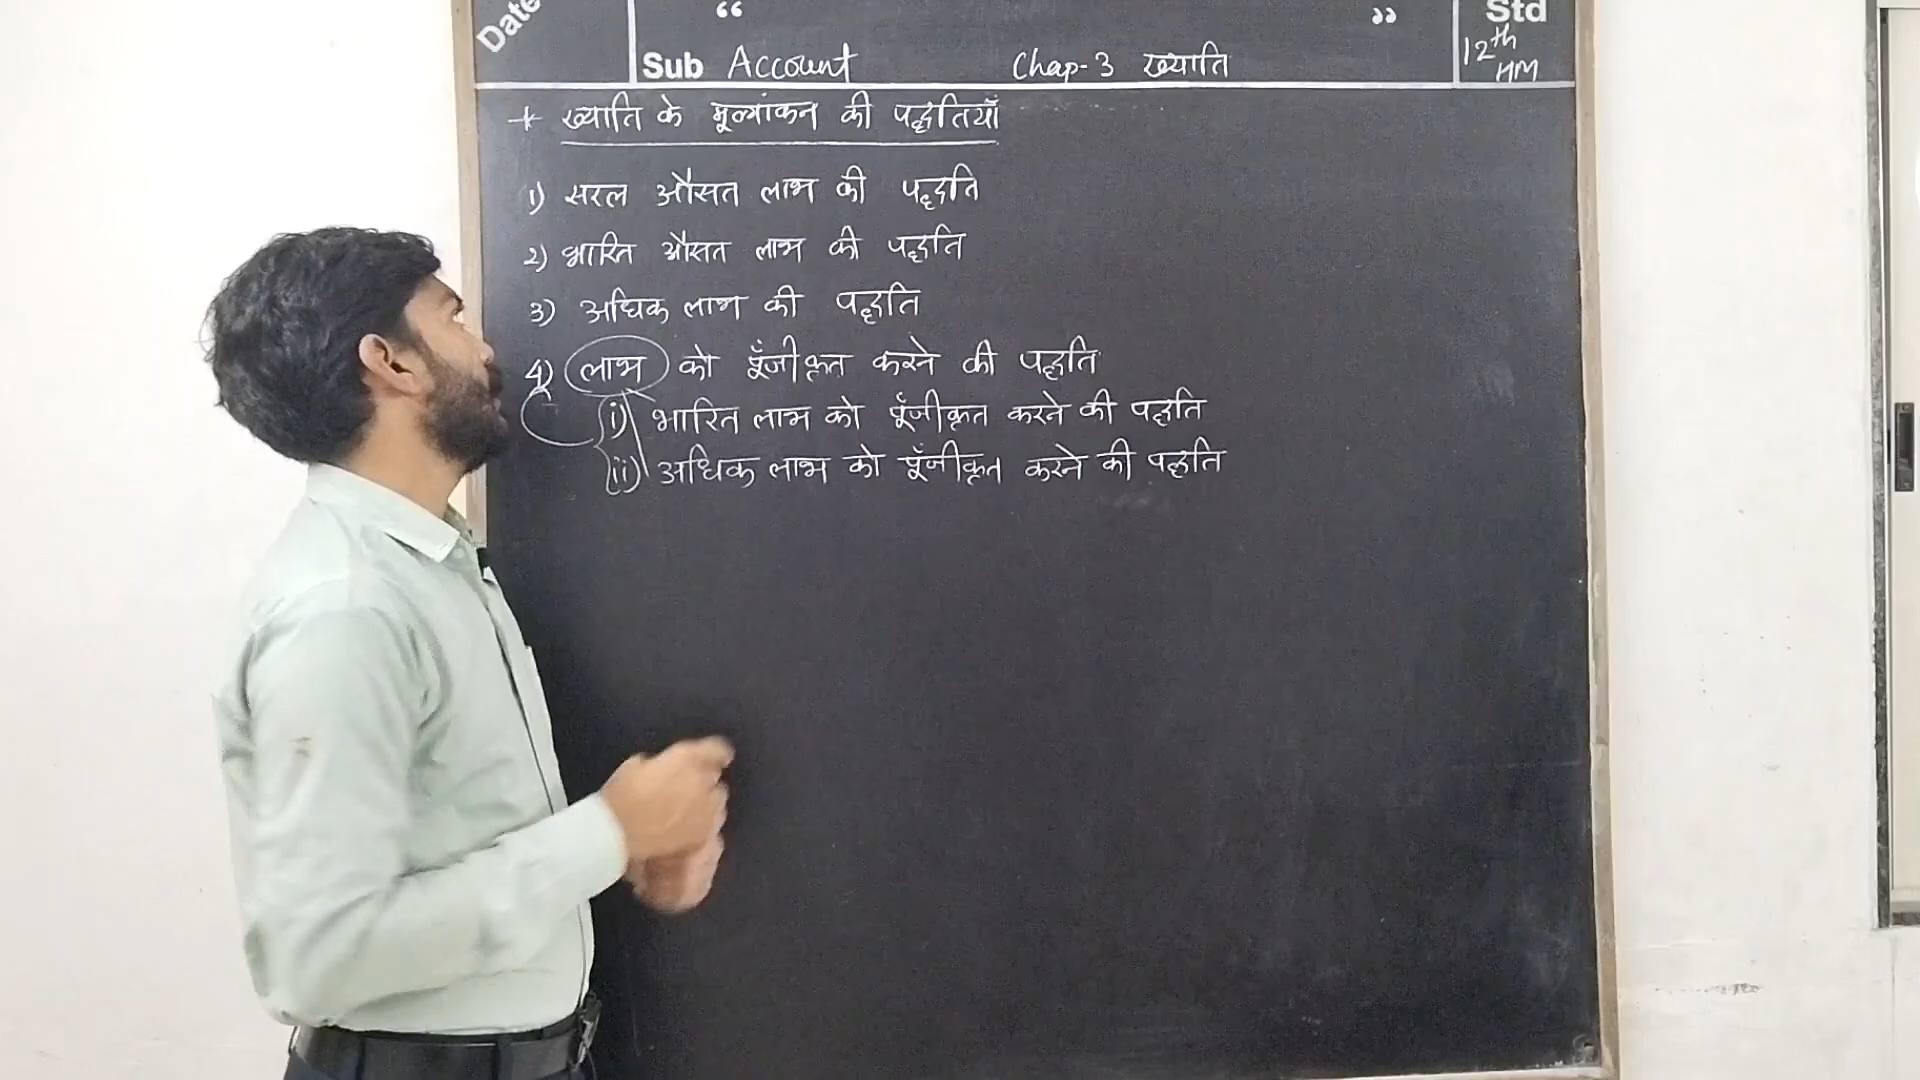 Date
“ ”
Std
Sub Account Chap-3 ख्याति
12th HM
* ख्याति के मूल्यांकन की पद्धतियाँ
1) सरल औसत लाभ की पद्धति
2) भारित औसत लाभ की पद्धति
3) अधिक लाभ की पद्धति
4) लाभ को पूँजीकृत करने की पद्धति
i) भारित लाभ को पूँजीकृत करने की पद्धति
ii) अधिक लाभ को पूँजीकृत करने की पद्धति